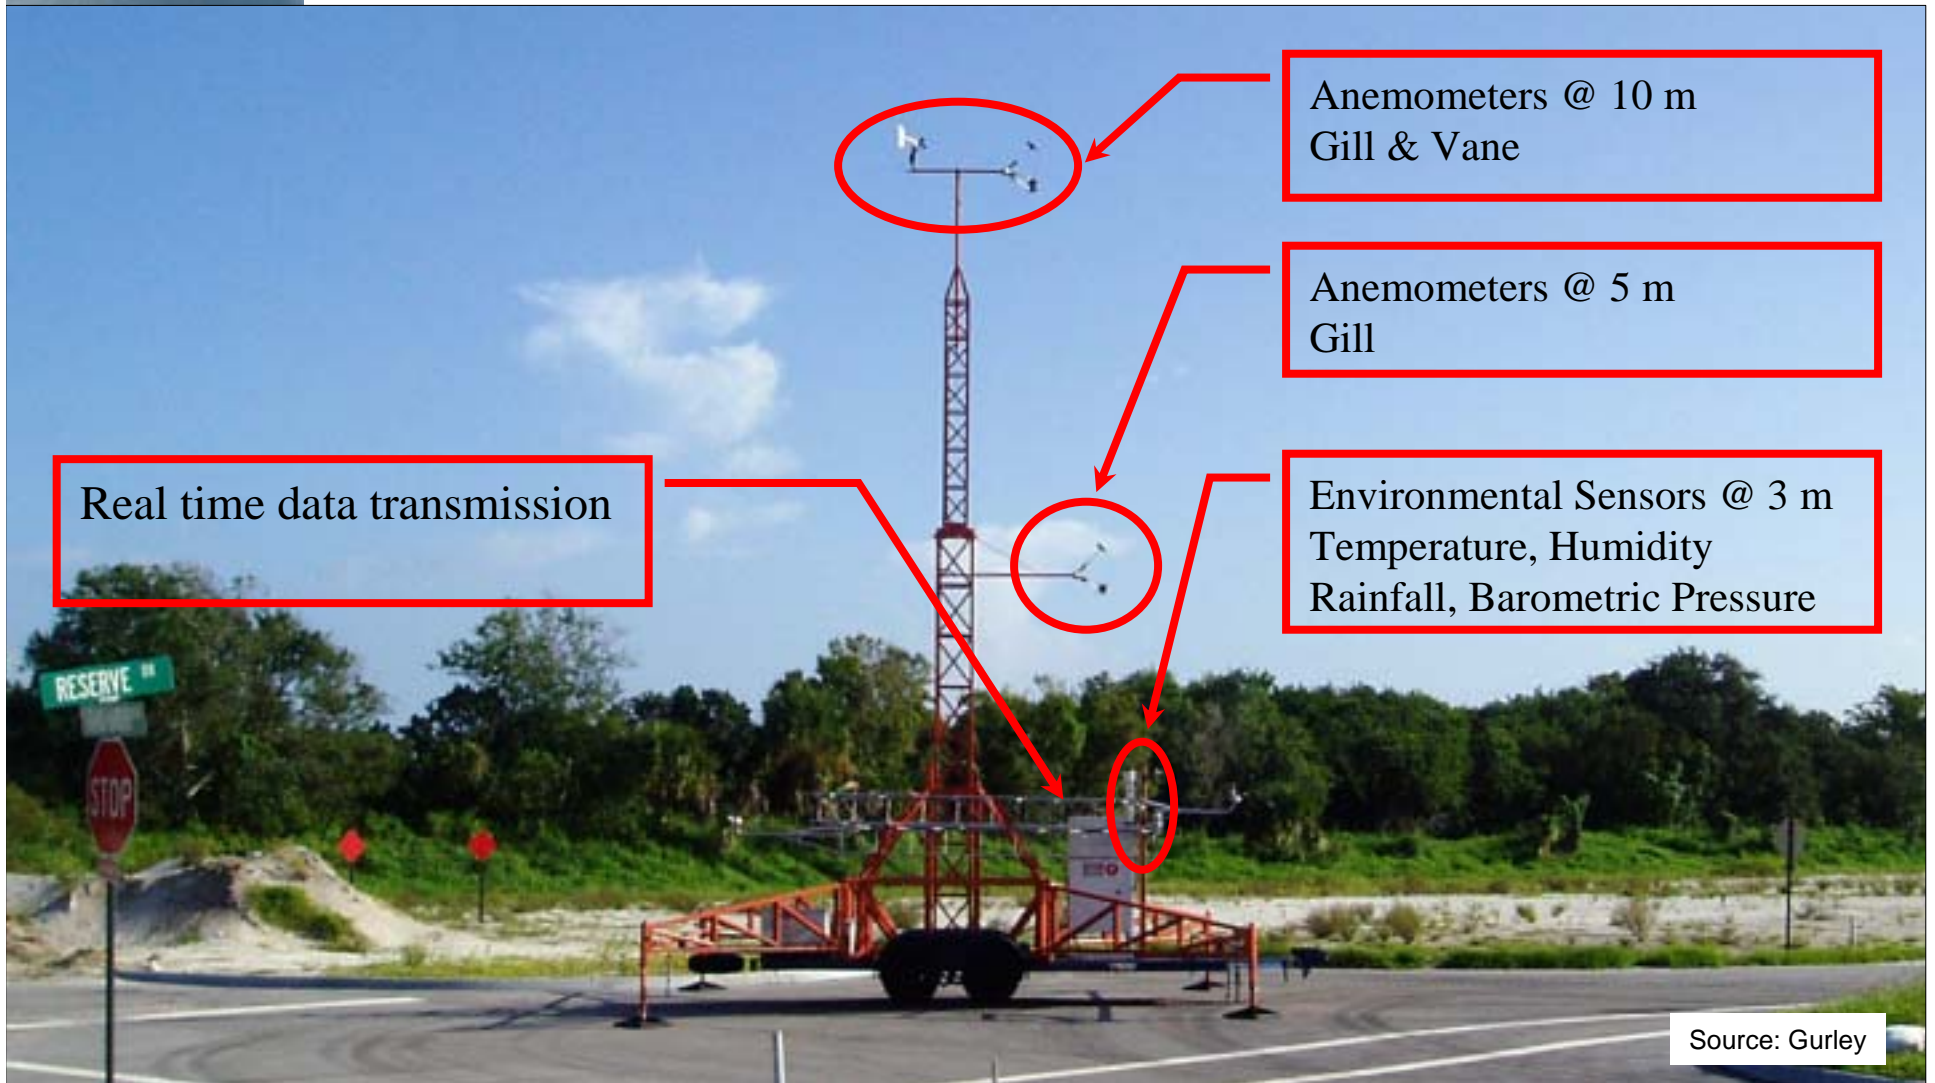 Anemometers @ 10 m
Gill & Vane
Anemometers @ 5 m
Gill
Real time data transmission
Environmental Sensors @ 3 m
Temperature, Humidity
Rainfall, Barometric Pressure
RESERVE
STOP
Source: Gurley